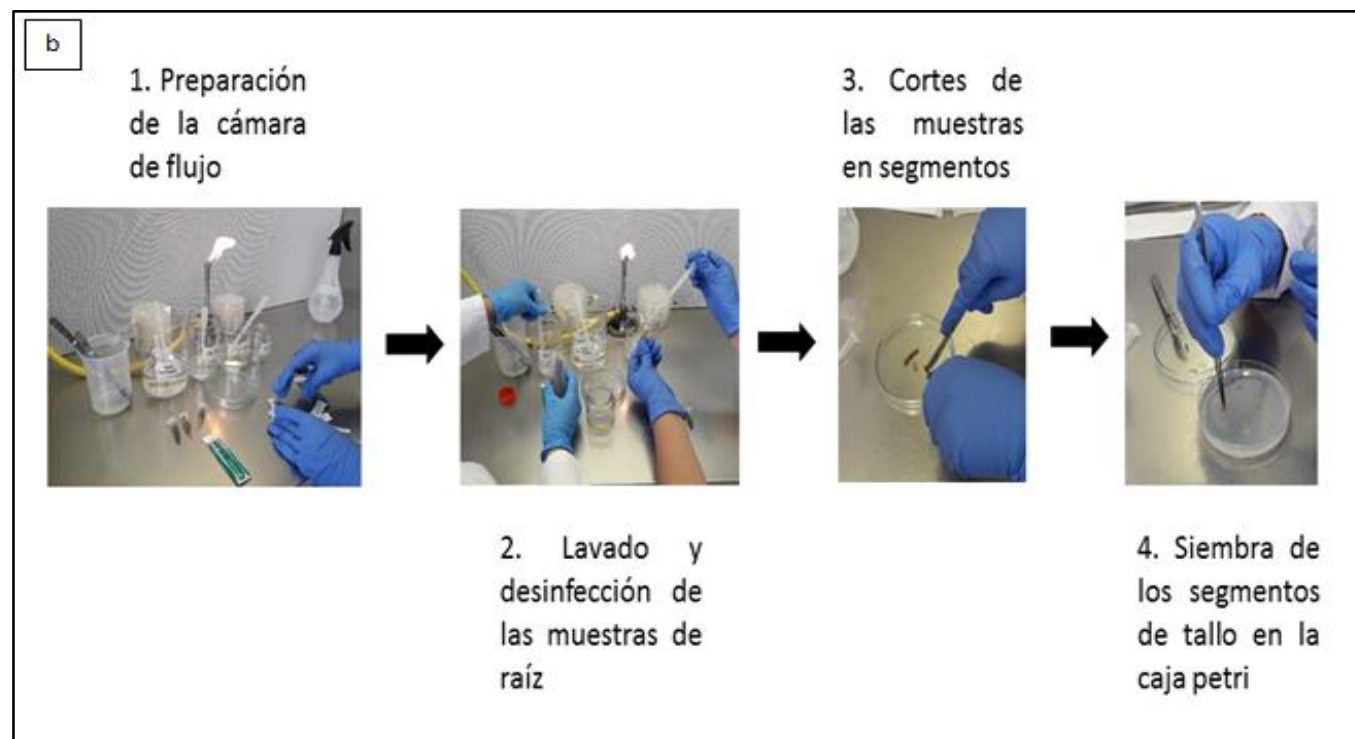 b
1. Preparación
de la cámara
de flujo
3. Cortes de
las muestras
en segmentos
2. Lavado y
desinfección de
las muestras de
raíz
4. Siembra de
los segmentos
de tallo en la
caja petri